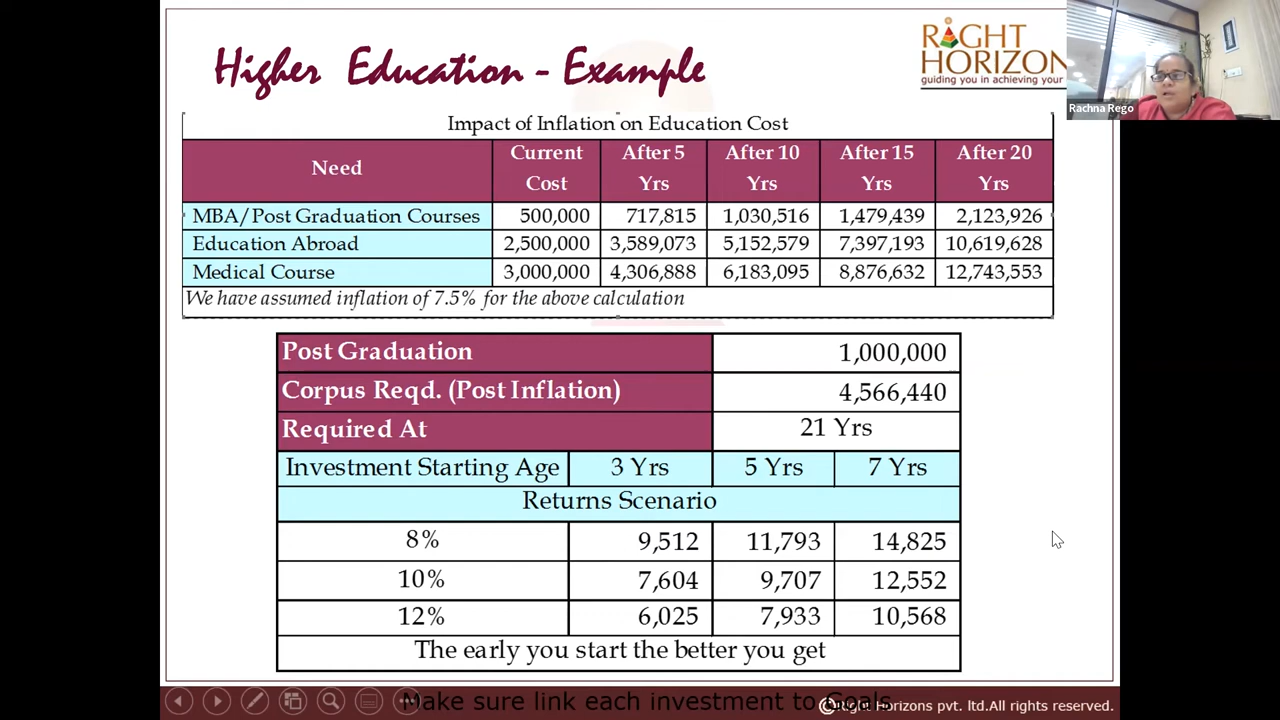 Higher Education - Example
RIGHT
HORIZON
guiding you in achieving your
Rachna Rego
Impact of Inflation on Education Cost
Need Current Cost After 5 Yrs After 10 Yrs After 15 Yrs After 20 Yrs
MBA/Post Graduation Courses 500,000 717,815 1,030,516 1,479,439 2,123,926
Education Abroad 2,500,000 3,589,073 5,152,579 7,397,193 10,619,628
Medical Course 3,000,000 4,306,888 6,183,095 8,876,632 12,743,553
We have assumed inflation of 7.5% for the above calculation
Post Graduation 1,000,000
Corpus Reqd. (Post Inflation) 4,566,440
Required At 21 Yrs
Investment Starting Age 3 Yrs 5 Yrs 7 Yrs
Returns Scenario
8% 9,512 11,793 14,825
10% 7,604 9,707 12,552
12% 6,025 7,933 10,568
The early you start the better you get
Make sure link each investment to Goals
©Right Horizons pvt. ltd.All rights reserved.